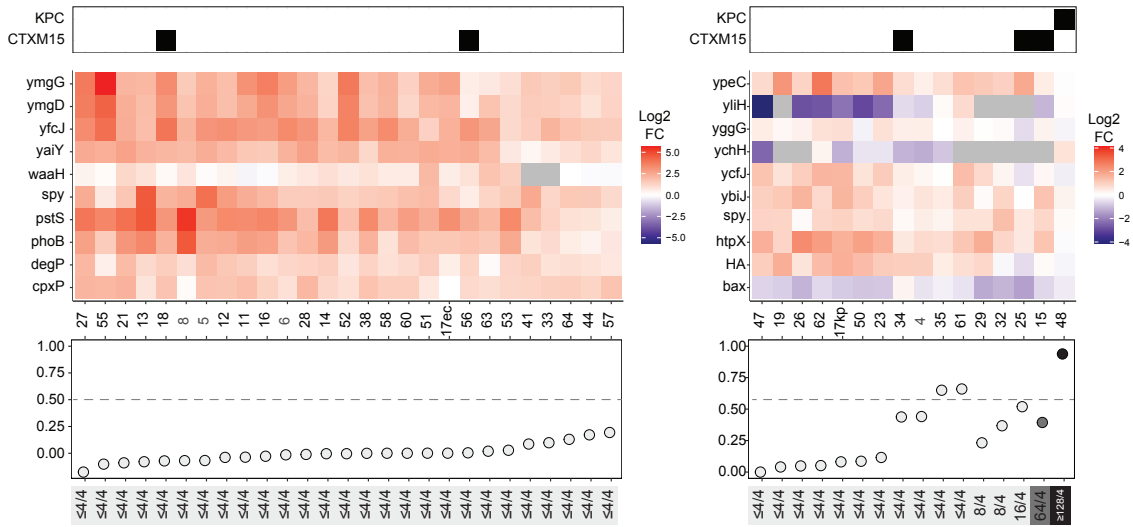 KPC
CTXM15
ymgG
ymgD
yfcJ
yaiY
waaH
spy
pstS
phoB
degP
cpxP
Log2
FC
5.0
2.5
0.0
−2.5
−5.0
27 55 21 13 18 8 5 12 11 16 6 28 14 52 38 58 60 51 17ec 56 63 53 41 33 64 44 57
1.00
0.75
0.50
0.25
0.00
≤4/4 ≤4/4 ≤4/4 ≤4/4 ≤4/4 ≤4/4 ≤4/4 ≤4/4 ≤4/4 ≤4/4 ≤4/4 ≤4/4 ≤4/4 ≤4/4 ≤4/4 ≤4/4 ≤4/4 ≤4/4 ≤4/4 ≤4/4 ≤4/4 ≤4/4 ≤4/4 ≤4/4 ≤4/4 ≤4/4 ≤4/4
KPC
CTXM15
ypeC
yliH
yggG
ychH
ycfJ
ybiJ
spy
htpX
HA
bax
Log2
FC
4
2
0
−2
−4
47 19 26 62 17kp 50 23 34 4 35 61 29 32 25 15 48
1.00
0.75
0.50
0.25
0.00
≤4/4 ≤4/4 ≤4/4 ≤4/4 ≤4/4 ≤4/4 ≤4/4 ≤4/4 ≤4/4 ≤4/4 ≤4/4 8/4 8/4 16/4 64/4 ≥128/4